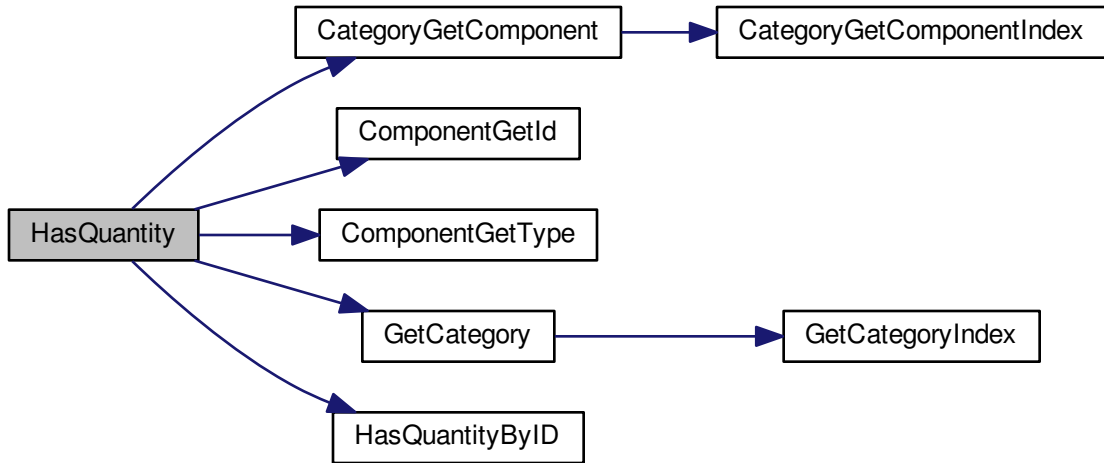 CategoryGetComponent
CategoryGetComponentIndex
ComponentGetId
HasQuantity
ComponentGetType
GetCategory
GetCategoryIndex
HasQuantityByID